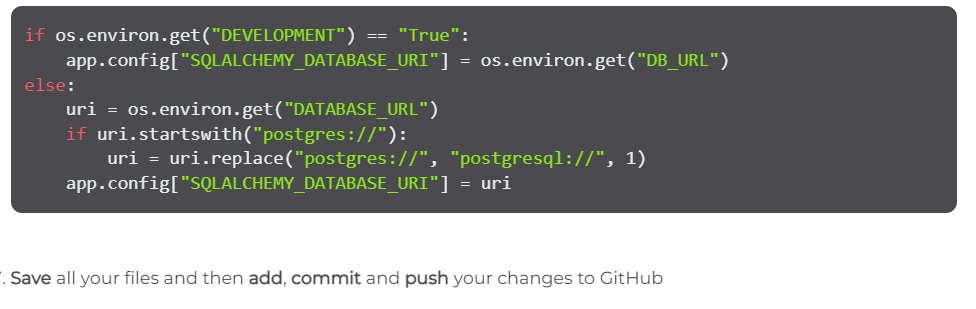 if os.environ.get("DEVELOPMENT") == "True":
    app.config["SQLALCHEMY_DATABASE_URI"] = os.environ.get("DB_URL")
else:
    uri = os.environ.get("DATABASE_URL")
    if uri.startswith("postgres://"):
        uri = uri.replace("postgres://", "postgresql://", 1)
    app.config["SQLALCHEMY_DATABASE_URI"] = uri
. Save all your files and then add, commit and push your changes to GitHub